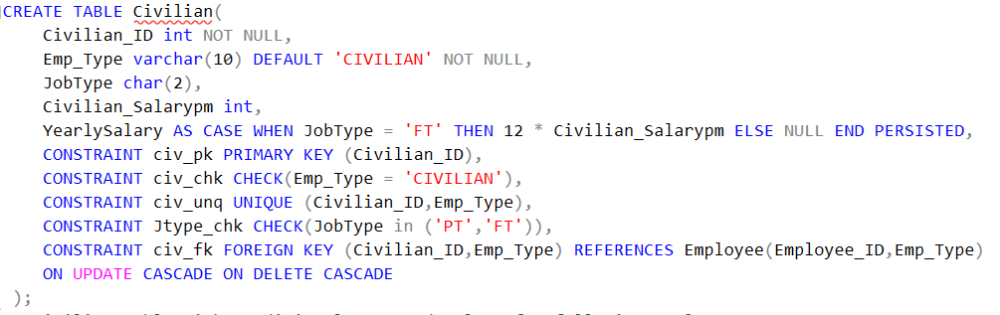 CREATE TABLE Civilian(
Civilian_ID int NOT NULL,
Emp_Type varchar(10) DEFAULT 'CIVILIAN' NOT NULL,
JobType char(2),
Civilian_Salarypm int,
YearlySalary AS CASE WHEN JobType = 'FT' THEN 12 * Civilian_Salarypm ELSE NULL END PERSISTED,
CONSTRAINT civ_pk PRIMARY KEY (Civilian_ID),
CONSTRAINT civ_chk CHECK(Emp_Type = 'CIVILIAN'),
CONSTRAINT civ_unq UNIQUE (Civilian_ID,Emp_Type),
CONSTRAINT Jtype_chk CHECK(JobType in ('PT','FT')),
CONSTRAINT civ_fk FOREIGN KEY (Civilian_ID,Emp_Type) REFERENCES Employee(Employee_ID,Emp_Type)
ON UPDATE CASCADE ON DELETE CASCADE
);